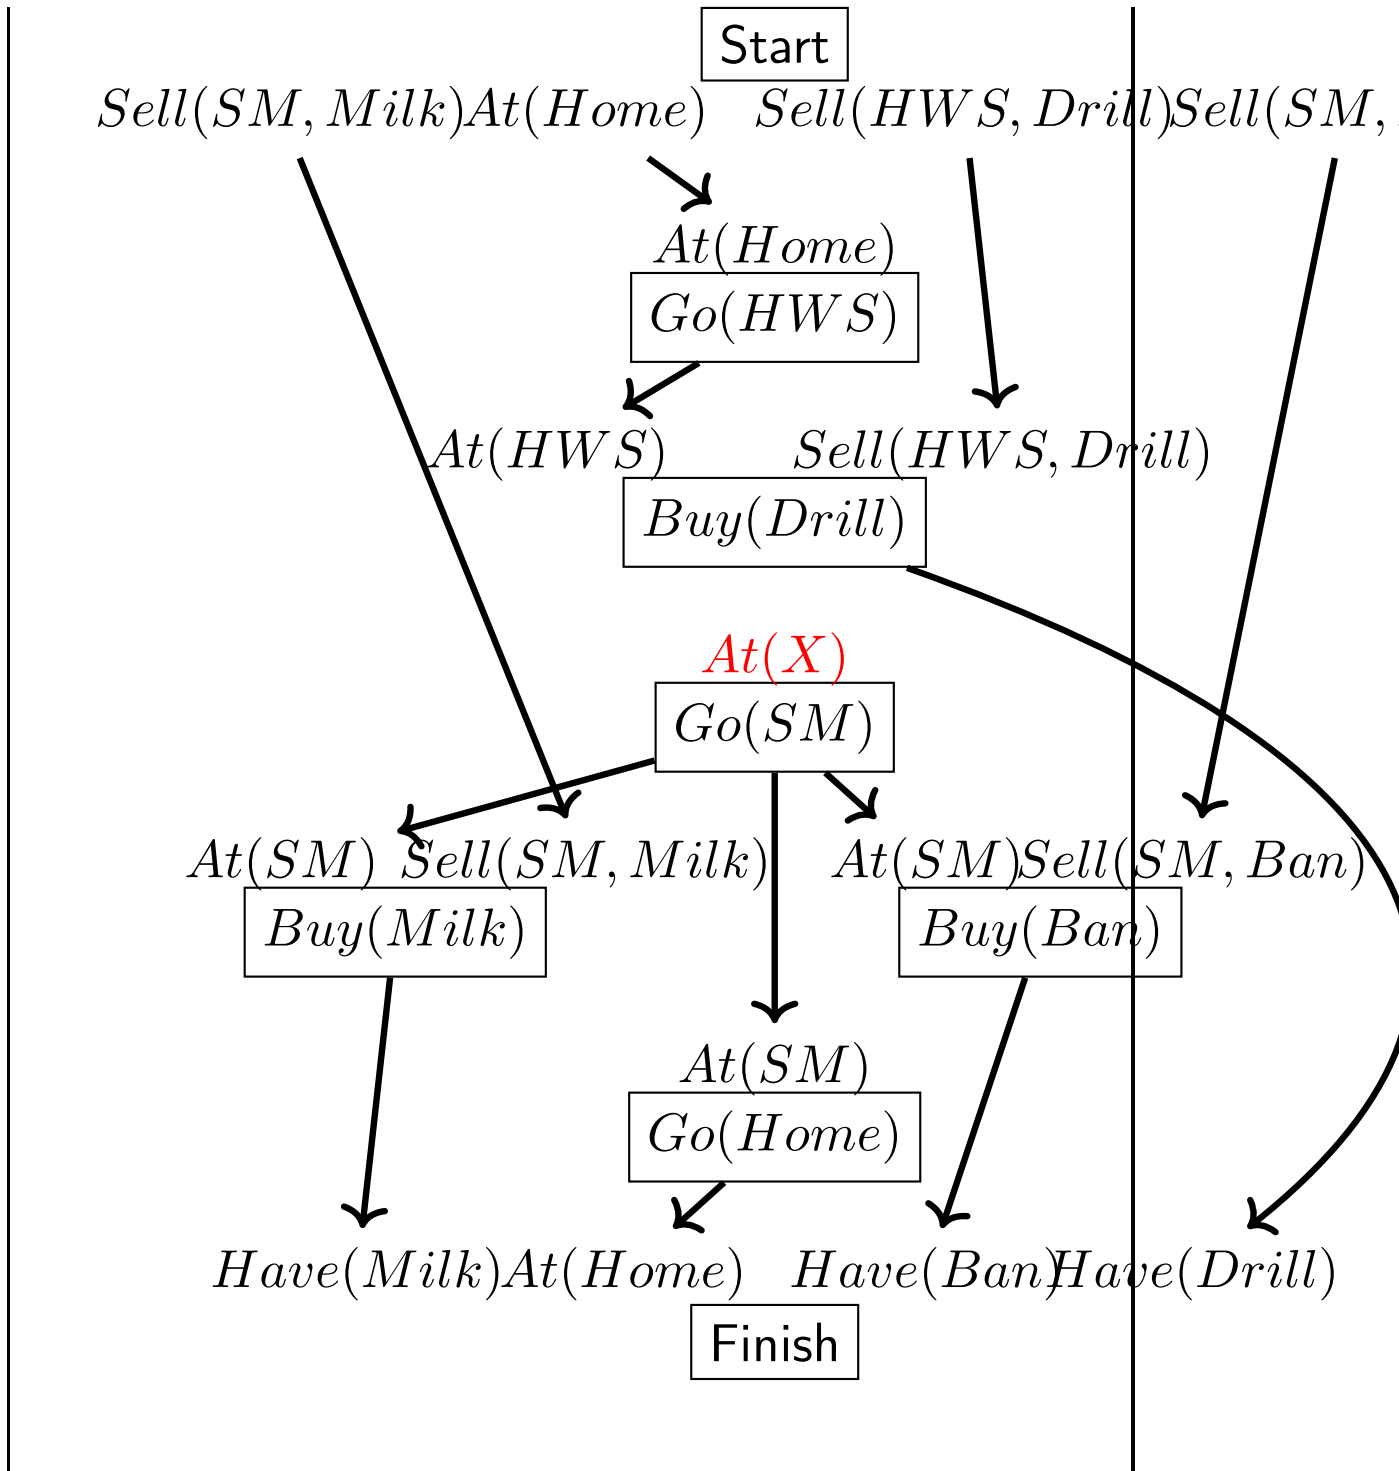 Start
Sell(SM, Milk) At(Home) Sell(HWS, Drill) Sell(SM,
At(Home)
Go(HWS)
At(HWS) Sell(HWS, Drill)
Buy(Drill)
At(X)
Go(SM)
At(SM) Sell(SM, Milk) At(SM) Sell(SM, Ban)
Buy(Milk) Buy(Ban)
At(SM)
Go(Home)
Have(Milk) At(Home) Have(Ban) Have(Drill)
Finish